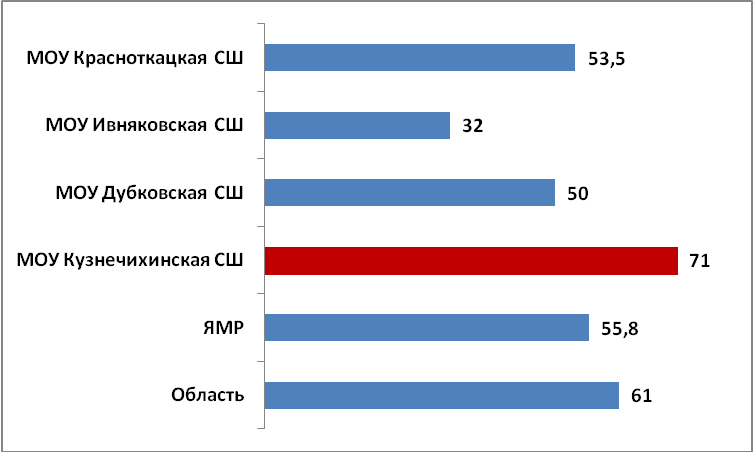 МОУ Красноткацкая СШ 53,5
МОУ Ивняковская СШ 32
МОУ Дубковская СШ 50
МОУ Кузнечихинская СШ 71
ЯМР 55,8
Область 61